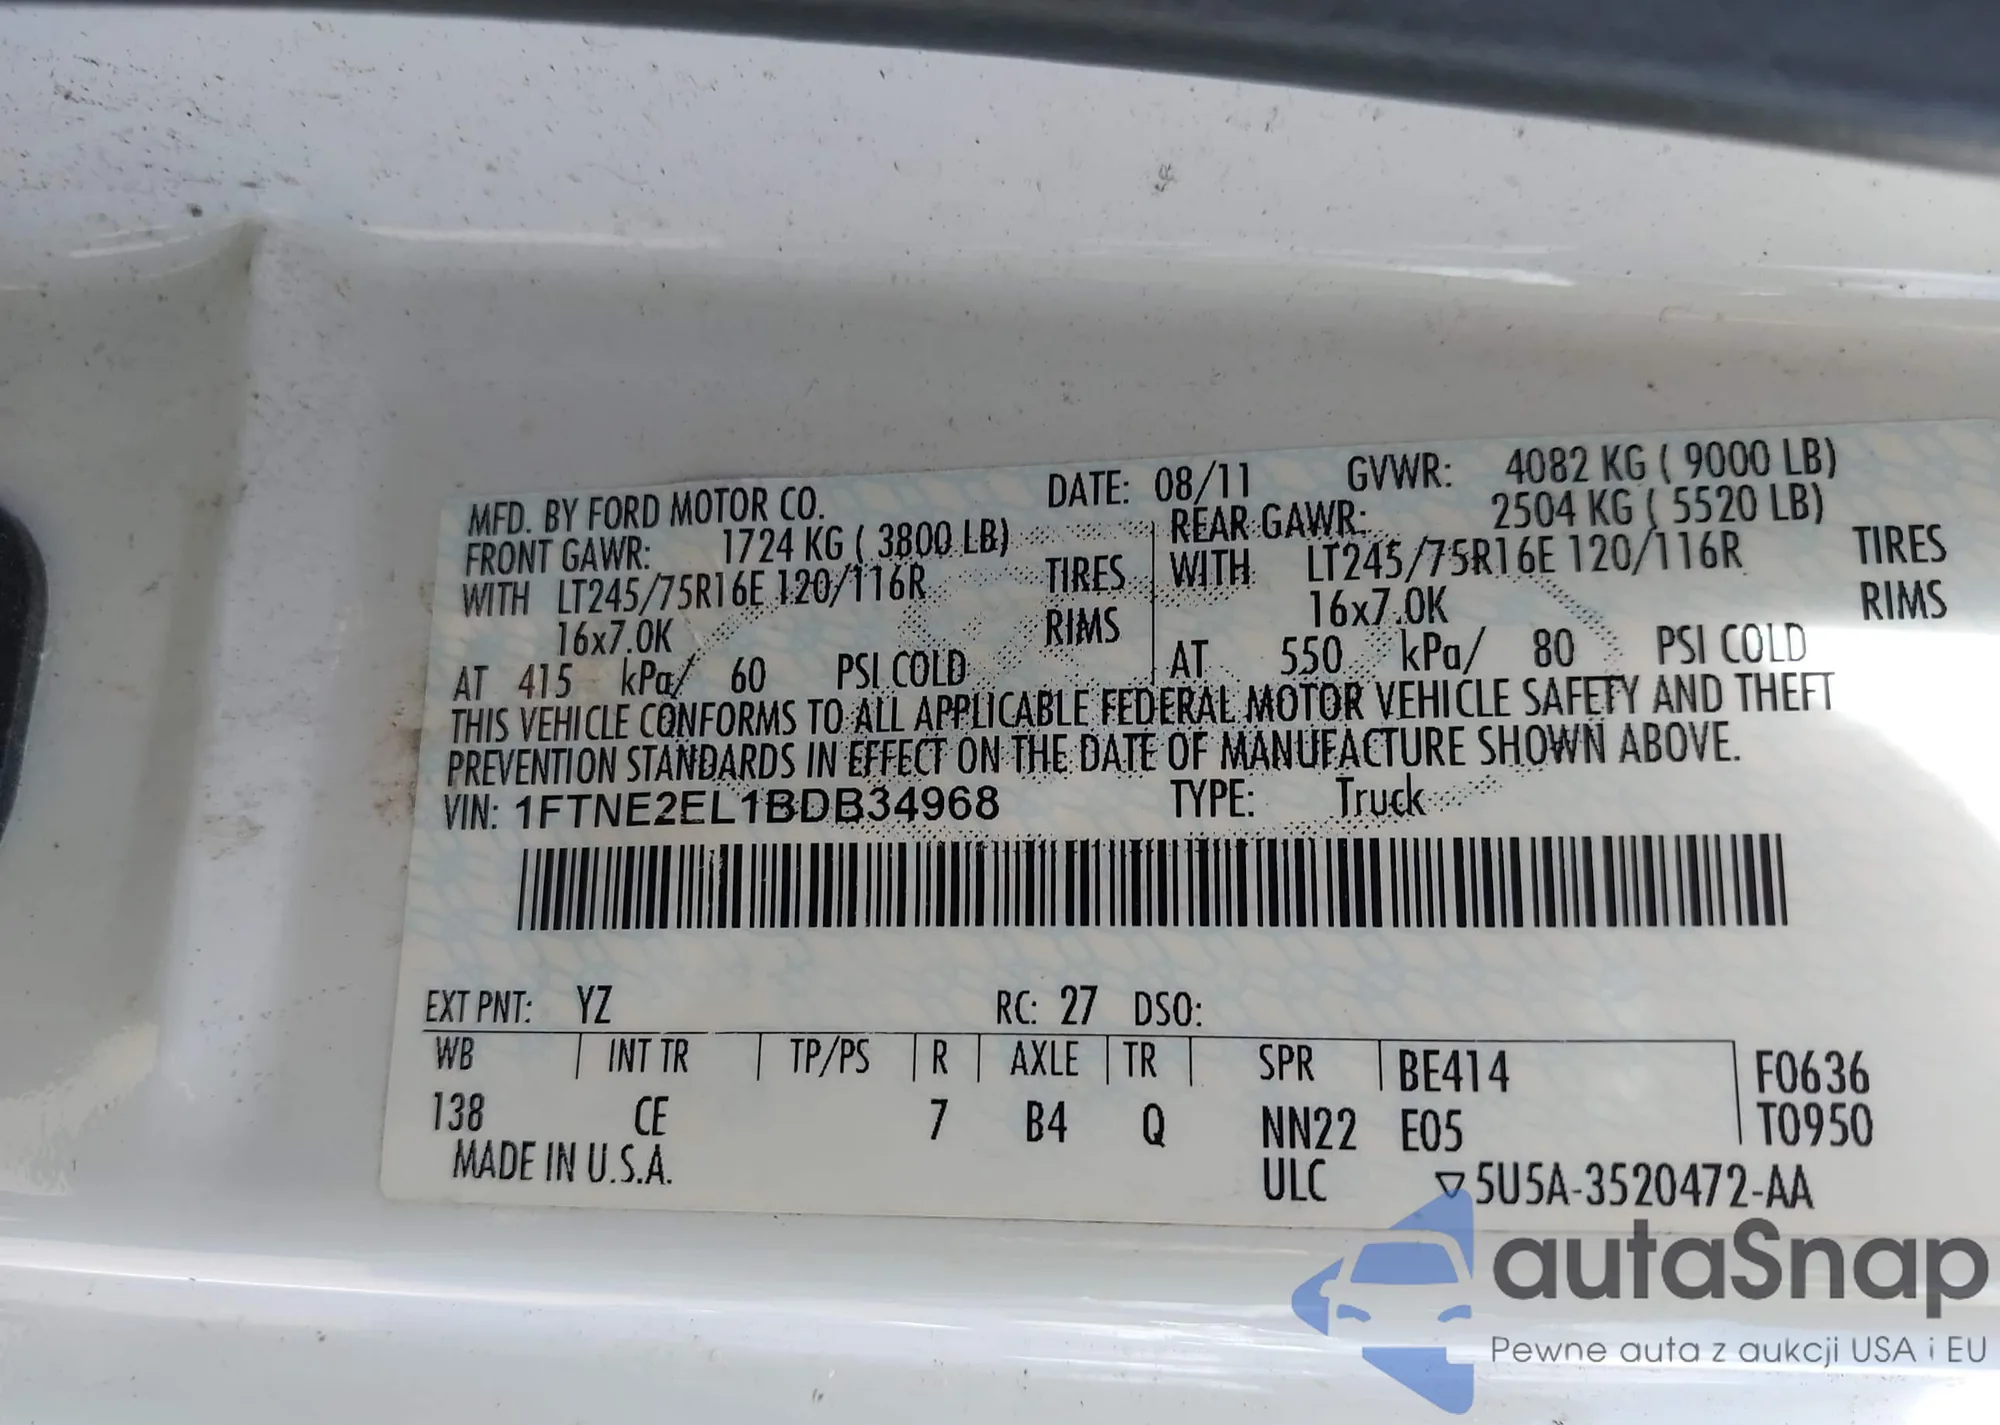 MFD. BY FORD MOTOR CO. DATE: 08/11 GVWR: 4082 KG ( 9000 LB)
FRONT GAWR: 1724 KG ( 3800 LB) REAR GAWR: 2504 KG ( 5520 LB)
WITH LT245/75R16E 120/116R TIRES WITH LT245/75R16E 120/116R TIRES
16x7.0K RIMS 16x7.0K RIMS
AT 415 kPa/ 60 PSI COLD AT 550 kPa/ 80 PSI COLD
THIS VEHICLE CONFORMS TO ALL APPLICABLE FEDERAL MOTOR VEHICLE SAFETY AND THEFT
PREVENTION STANDARDS IN EFFECT ON THE DATE OF MANUFACTURE SHOWN ABOVE.
VIN: 1FTNE2EL1BDB34968 TYPE: Truck
EXT PNT: YZ RC: 27 DSO:
WB INT TR TP/PS R AXLE TR SPR BE414 F0636
138 CE 7 B4 Q NN22 E05 T0950
MADE IN U.S.A. ULC ▽5U5A-3520472-AA
autaSnap
Pewne auta z aukcji USA i EU